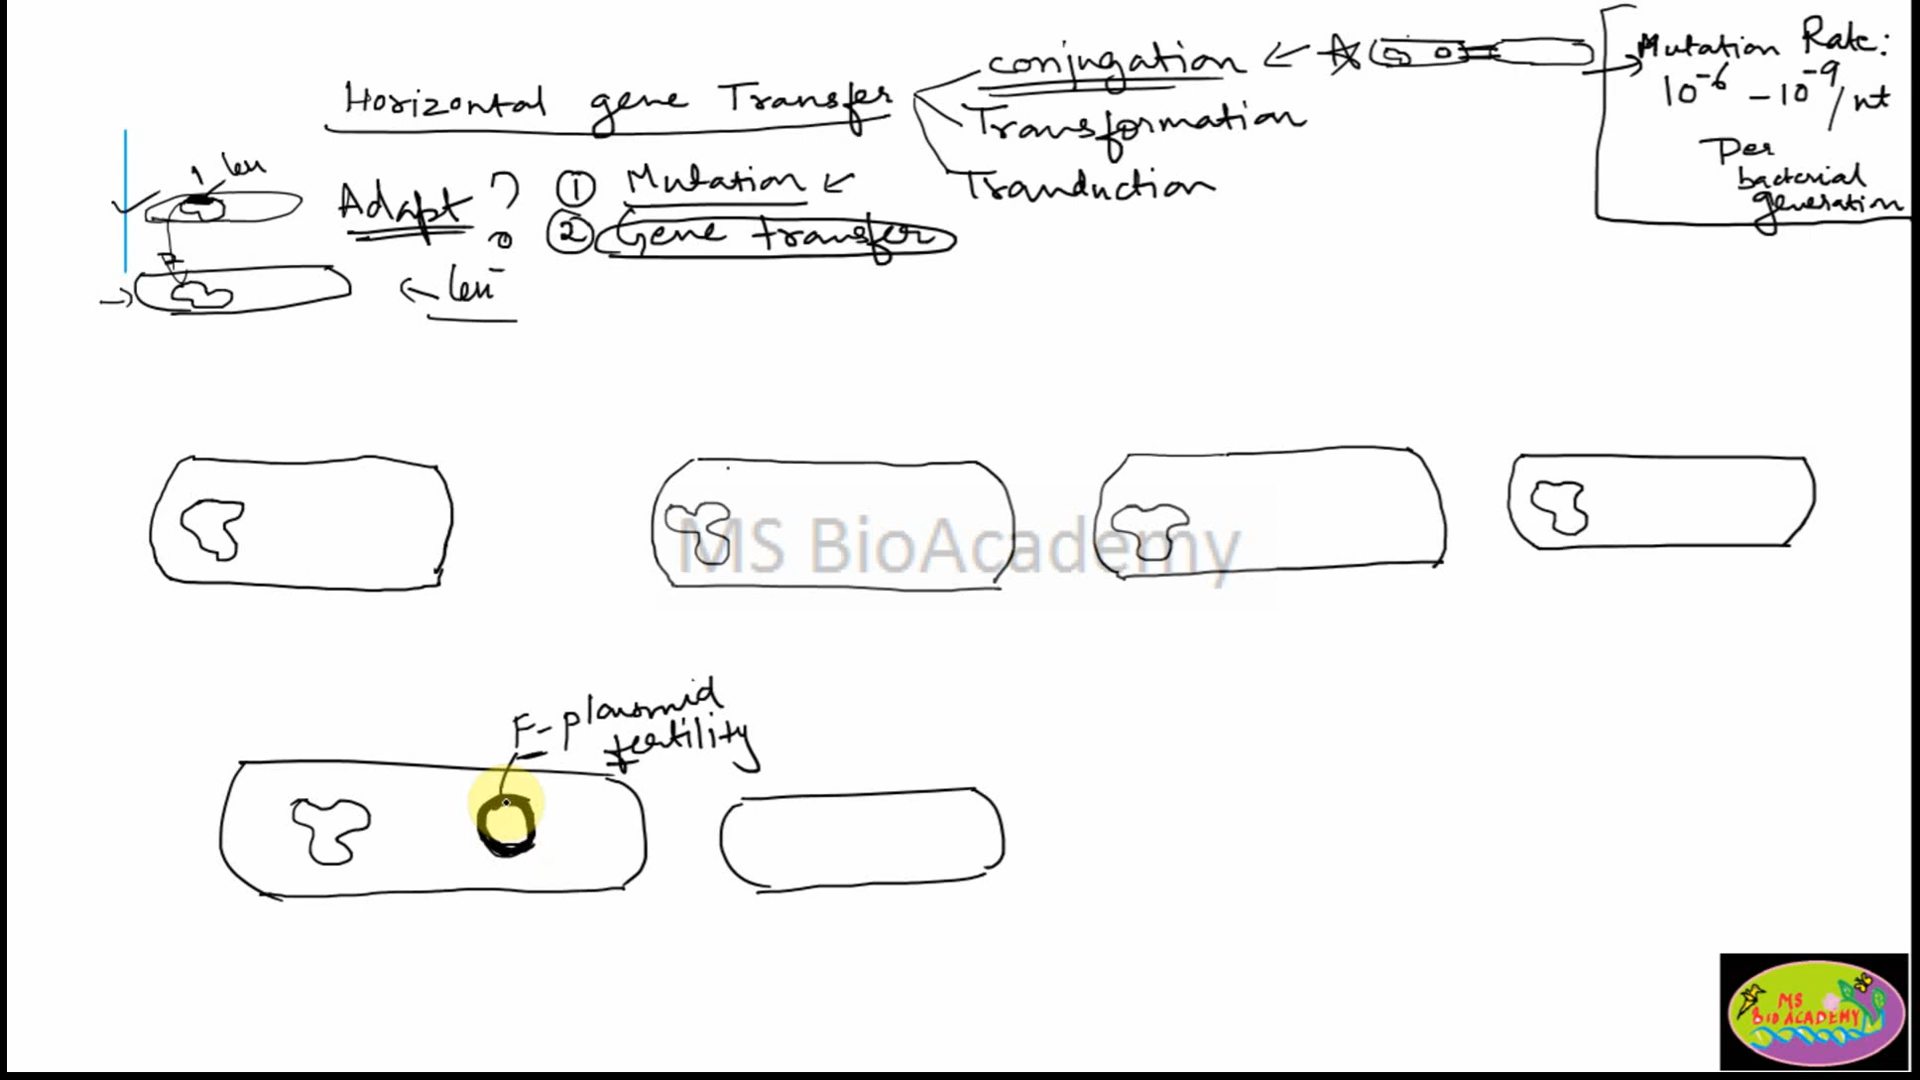 Horizontal gene Transfer
conjugation
Transformation
Tranduction
Mutation Rate:
10⁻⁶ – 10⁻⁹/nt
Per
bacterial
generation
leu
Adapt ?
① Mutation
② Gene transfer
leu⁻
MS BioAcademy
F- plasmid
fertility
MS
BIO ACADEMY